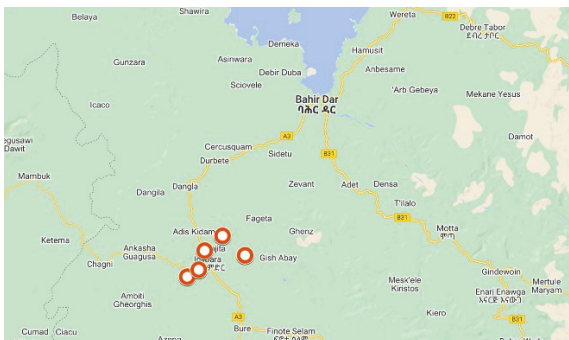 Shawira
Wereta
B22
Belaya
Debre Tabor
ደብረ ታቦር
Demeka
Hamusit
Gunzara
Asinwara
Anbesame
Debir Duba
Sciovele
'Arb Gebeya
Mekane Yesus
Icaco
Bahir Dar
ባሕር ዳር
A3
Damot
Cercusquam
Dawit
Durbete
Sidetu
B31
Mambuk
Dangla
Dangila
Zevant
Adet
Densa
T'ilalo
Fageta
B31
Adis Kidam
Ghenz
Motta
ሞጣ
Ketema
Ankasha
Guagusa
Gish Abay
Chagni
Gindewoin
Mesk'ele
Kiristos
Mertule
Maryam
Enari Enawga
Ambiti
Gheorghis
Kiero
A3
B31
Cumad
Ciacu
Bure
Finote Selam